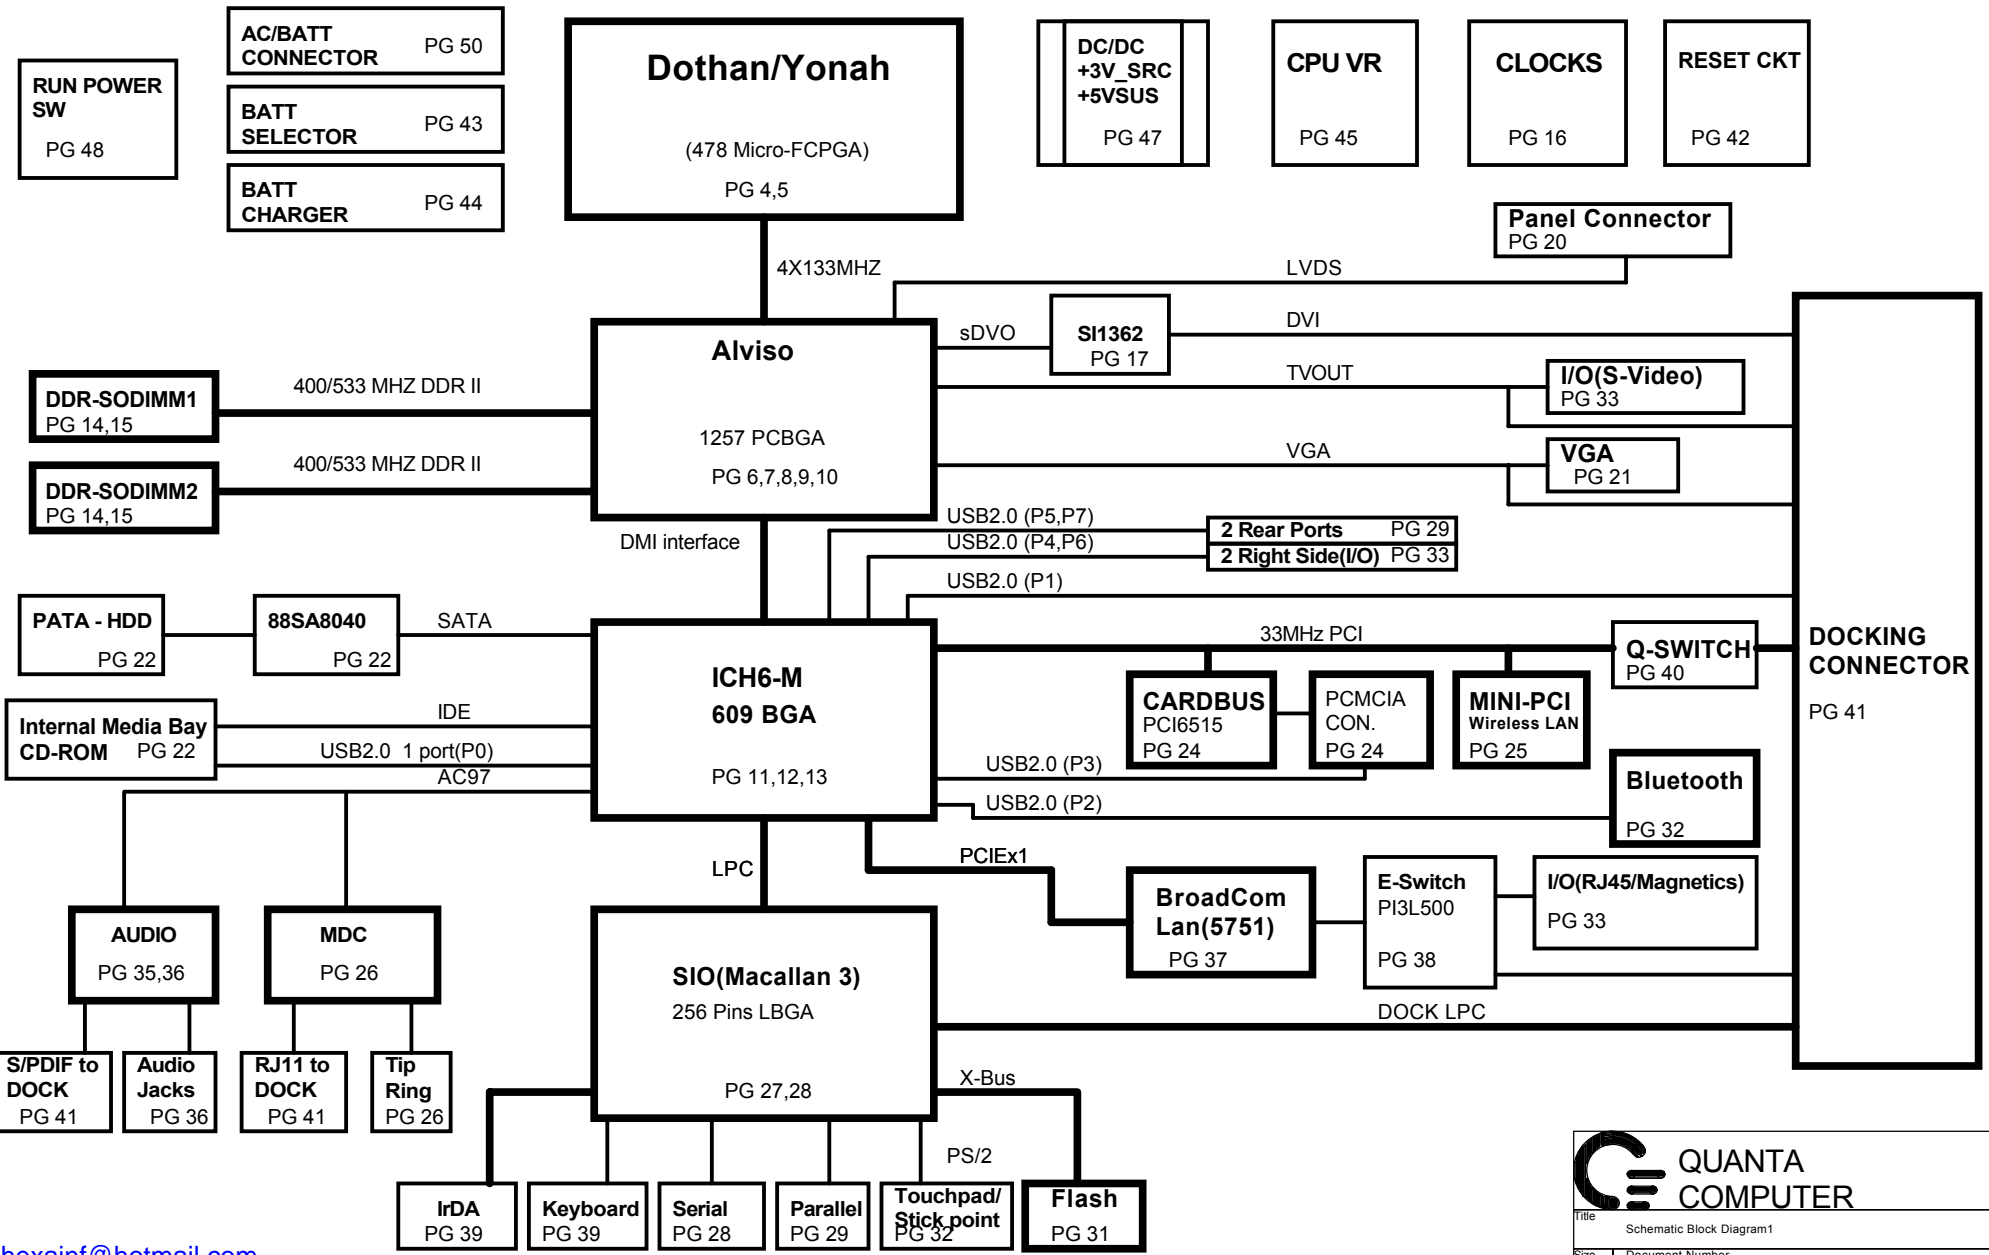 RUN POWER
SW
PG 48
AC/BATT
CONNECTOR PG 50
BATT
SELECTOR PG 43
BATT
CHARGER PG 44
Dothan/Yonah
(478 Micro-FCPGA)
PG 4,5
DC/DC
+3V_SRC
+5VSUS
PG 47
CPU VR
PG 45
CLOCKS
PG 16
RESET CKT
PG 42
Panel Connector
PG 20
4X133MHZ
LVDS
Alviso
1257 PCBGA
PG 6,7,8,9,10
sDVO
SI1362
PG 17
DVI
TVOUT
I/O(S-Video)
PG 33
VGA
VGA
PG 21
DDR-SODIMM1
PG 14,15
400/533 MHZ DDR II
DDR-SODIMM2
PG 14,15
400/533 MHZ DDR II
DMI interface
USB2.0 (P5,P7)
2 Rear Ports PG 29
USB2.0 (P4,P6)
2 Right Side(I/O) PG 33
USB2.0 (P1)
DOCKING
CONNECTOR
PG 41
PATA - HDD
PG 22
88SA8040
PG 22
SATA
ICH6-M
609 BGA
PG 11,12,13
33MHz PCI
Q-SWITCH
PG 40
CARDBUS
PCI6515
PG 24
PCMCIA
CON.
PG 24
MINI-PCI
Wireless LAN
PG 25
Internal Media Bay
CD-ROM PG 22
IDE
USB2.0 1 port(P0)
AC97
USB2.0 (P3)
USB2.0 (P2)
Bluetooth
PG 32
LPC
PCIEx1
BroadCom
Lan(5751)
PG 37
E-Switch
PI3L500
PG 38
I/O(RJ45/Magnetics)
PG 33
AUDIO
PG 35,36
MDC
PG 26
SIO(Macallan 3)
256 Pins LBGA
PG 27,28
DOCK LPC
X-Bus
S/PDIF to
DOCK
PG 41
Audio
Jacks
PG 36
RJ11 to
DOCK
PG 41
Tip
Ring
PG 26
PS/2
IrDA
PG 39
Keyboard
PG 39
Serial
PG 28
Parallel
PG 29
Touchpad/
Stick point
PG 32
Flash
PG 31
QUANTA
COMPUTER
Title
Schematic Block Diagram1
Size Document Number
hexainf@hotmail.com